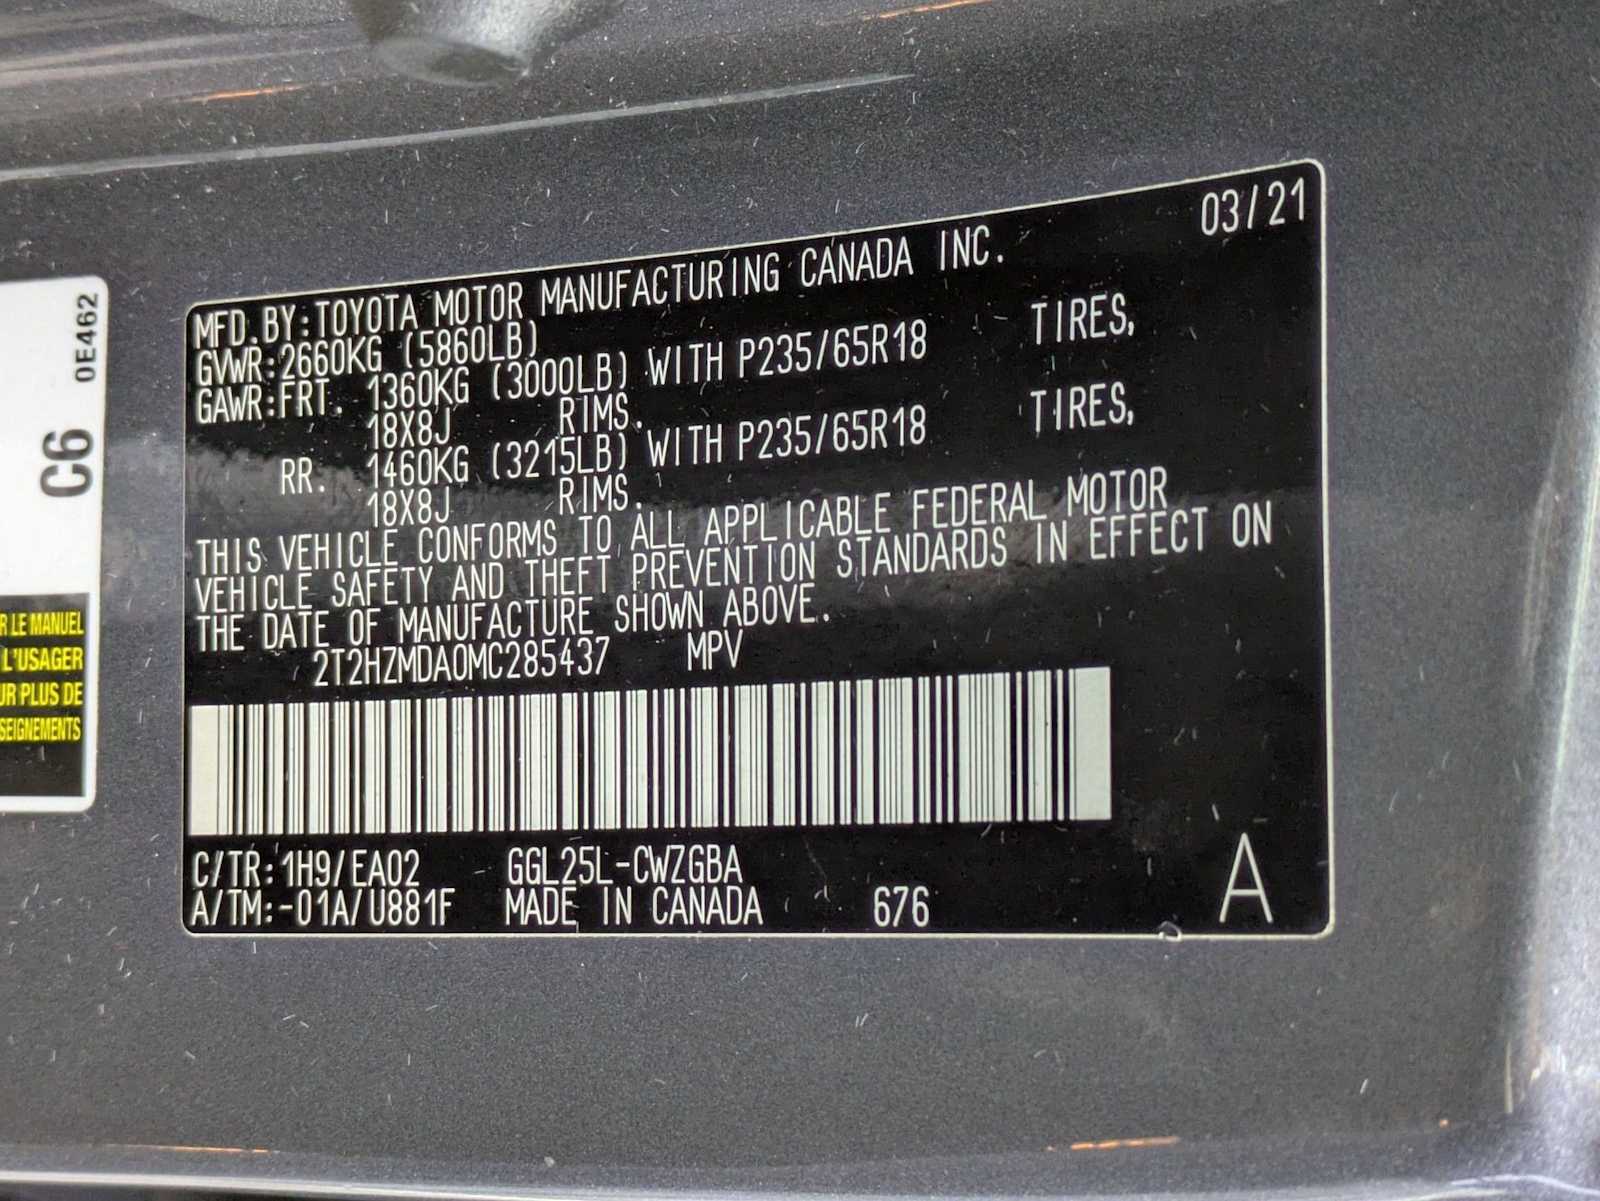 0E462
C6
R LE MANUEL
L'USAGER
UR PLUS DE
SEIGNEMENTS
03/21
MFD.BY:TOYOTA MOTOR MANUFACTURING CANADA INC.
GVWR:2660KG (5860LB)
GAWR:FRT. 1360KG (3000LB) WITH P235/65R18 TIRES,
18X8J RIMS.
RR. 1460KG (3215LB) WITH P235/65R18 TIRES,
18X8J RIMS.
THIS VEHICLE CONFORMS TO ALL APPLICABLE FEDERAL MOTOR
VEHICLE SAFETY AND THEFT PREVENTION STANDARDS IN EFFECT ON
THE DATE OF MANUFACTURE SHOWN ABOVE.
2T2HZMDA0MC285437 MPV
C/TR:1H9/EA02 GGL25L-CWZGBA
A/TM:-01A/U881F MADE IN CANADA 676 A